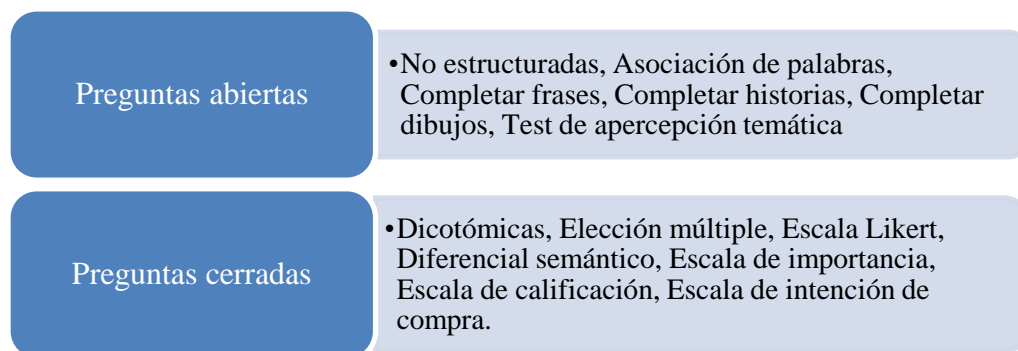 Preguntas abiertas
•No estructuradas, Asociación de palabras,
Completar frases, Completar historias, Completar
dibujos, Test de apercepción temática
Preguntas cerradas
•Dicotómicas, Elección múltiple, Escala Likert,
Diferencial semántico, Escala de importancia,
Escala de calificación, Escala de intención de
compra.